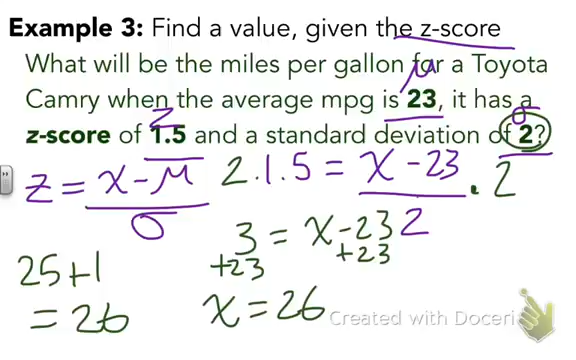 Example 3: Find a value, given the z-score
What will be the miles per gallon for a Toyota
μ
Camry when the average mpg is 23, it has a
z σ
z-score of 1.5 and a standard deviation of 2?
z = x - μ / σ
2 · 1.5 = x - 23 / 2 · 2
3 = x - 23
+23 +23
x = 26
25 + 1
= 26
Created with Doceri